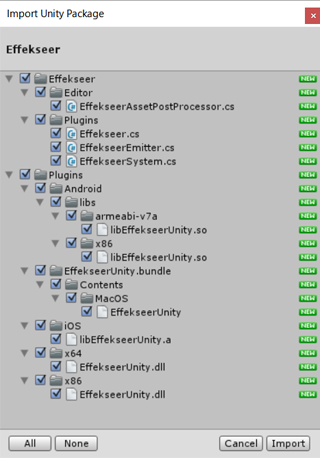 Import Unity Package
Effekseer
Effekseer NEW
Editor NEW
EffekseerAssetPostProcessor.cs NEW
Plugins NEW
Effekseer.cs NEW
EffekseerEmitter.cs NEW
EffekseerSystem.cs NEW
Plugins NEW
Android NEW
libs NEW
armeabi-v7a NEW
libEffekseerUnity.so NEW
x86 NEW
libEffekseerUnity.so NEW
EffekseerUnity.bundle NEW
Contents NEW
MacOS NEW
EffekseerUnity NEW
iOS NEW
libEffekseerUnity.a NEW
x64 NEW
EffekseerUnity.dll NEW
x86 NEW
EffekseerUnity.dll NEW
All None Cancel Import